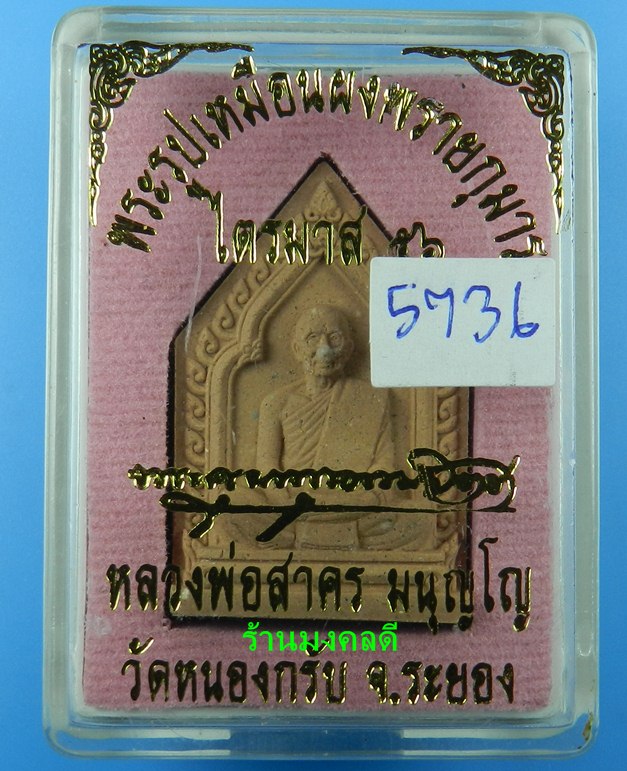 พระรูปเหมือนผงพรายกุมาร
ไตรมาส ๕๖
5736
หลวงพ่อสาคร มนุญฺโญ
ร้านมงคลดี
วัดหนองกรับ จ.ระยอง